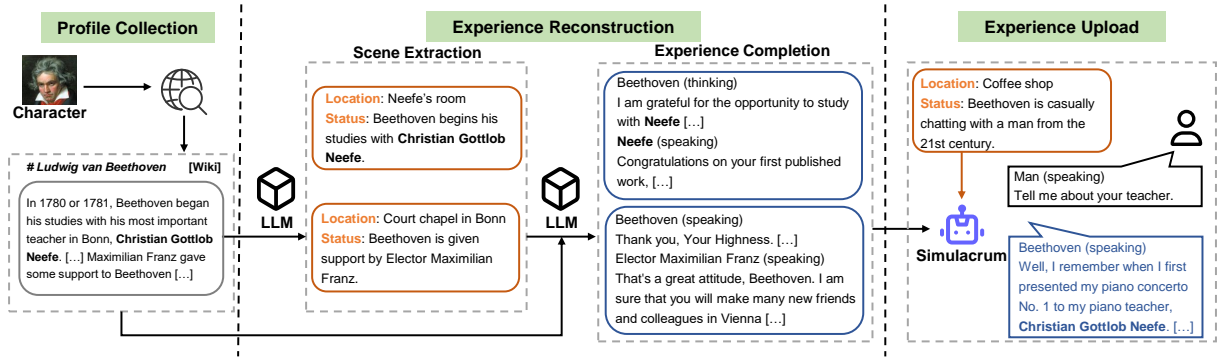 Profile Collection
Character
# Ludwig van Beethoven [Wiki]
In 1780 or 1781, Beethoven began
his studies with his most important
teacher in Bonn, Christian Gottlob
Neefe. […] Maximilian Franz gave
some support to Beethoven […]
Experience Reconstruction
Scene Extraction
LLM
Location: Neefe's room
Status: Beethoven begins his
studies with Christian Gottlob
Neefe.
Location: Court chapel in Bonn
Status: Beethoven is given
support by Elector Maximilian
Franz.
LLM
Experience Completion
Beethoven (thinking)
I am grateful for the opportunity to study
with Neefe […]
Neefe (speaking)
Congratulations on your first published
work, […]
Beethoven (speaking)
Thank you, Your Highness. […]
Elector Maximilian Franz (speaking)
That's a great attitude, Beethoven. I am
sure that you will make many new friends
and colleagues in Vienna […]
Experience Upload
Location: Coffee shop
Status: Beethoven is casually
chatting with a man from the
21st century.
Man (speaking)
Tell me about your teacher.
Simulacrum
Beethoven (speaking)
Well, I remember when I first
presented my piano concerto
No. 1 to my piano teacher,
Christian Gottlob Neefe. […]